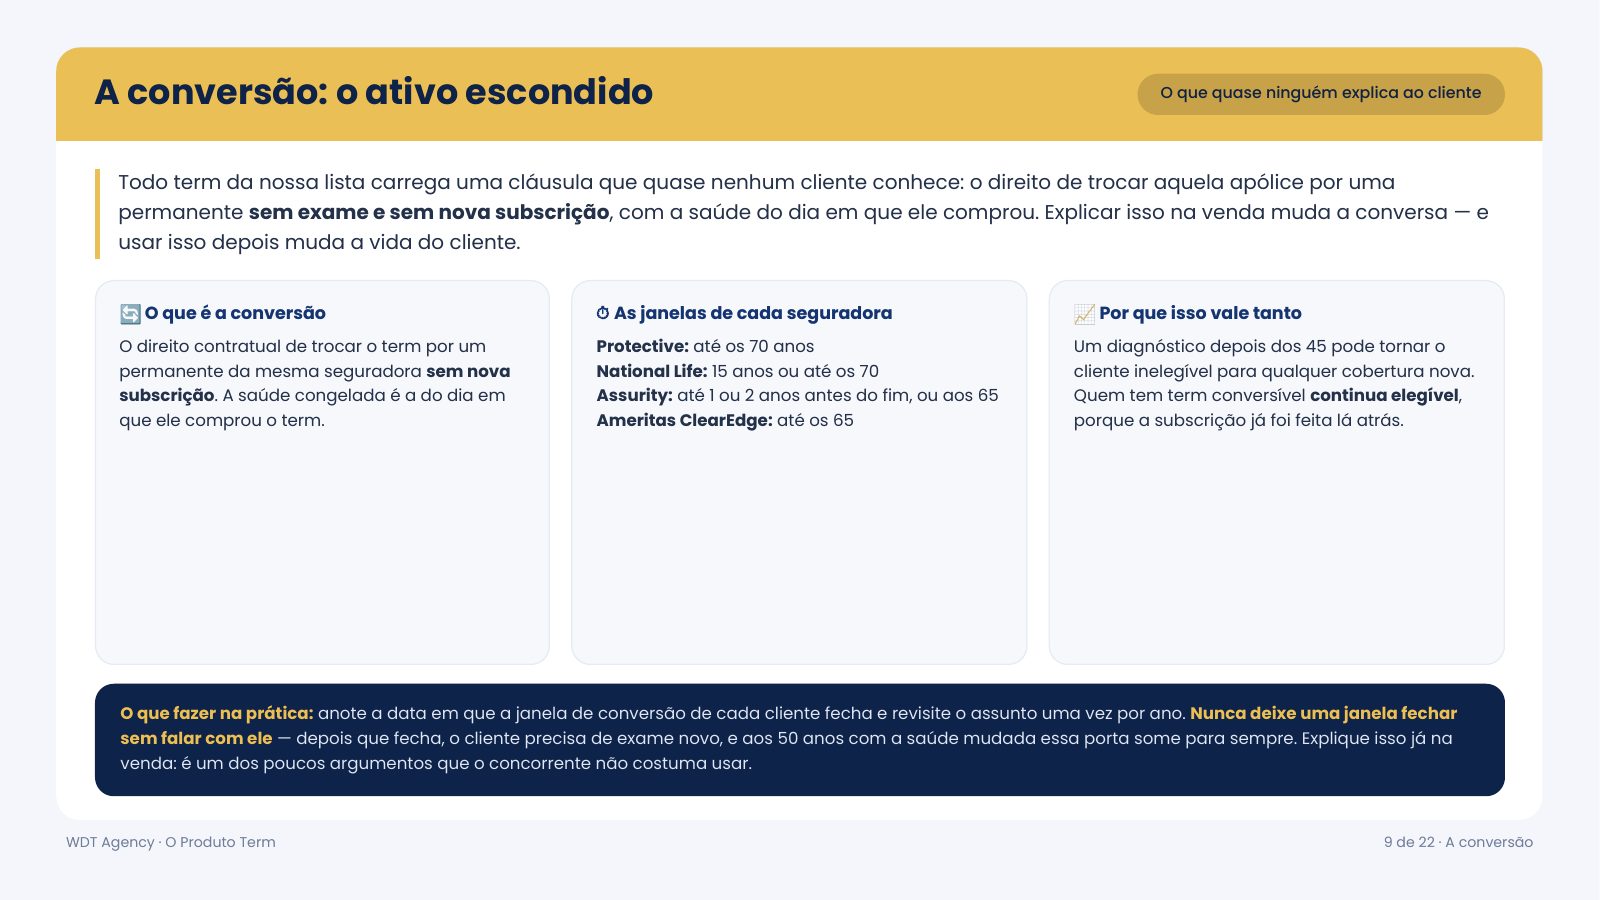 A conversão: o ativo escondido
O que quase ninguém explica ao cliente
Todo term da nossa lista carrega uma cláusula que quase nenhum cliente conhece: o direito de trocar aquela apólice por uma
permanente sem exame e sem nova subscrição, com a saúde do dia em que ele comprou. Explicar isso na venda muda a conversa — e
usar isso depois muda a vida do cliente.
🔄 O que é a conversão
O direito contratual de trocar o term por um
permanente da mesma seguradora sem nova
subscrição. A saúde congelada é a do dia em
que ele comprou o term.
⏱ As janelas de cada seguradora
Protective: até os 70 anos
National Life: 15 anos ou até os 70
Assurity: até 1 ou 2 anos antes do fim, ou aos 65
Ameritas ClearEdge: até os 65
📈 Por que isso vale tanto
Um diagnóstico depois dos 45 pode tornar o
cliente inelegível para qualquer cobertura nova.
Quem tem term conversível continua elegível,
porque a subscrição já foi feita lá atrás.
O que fazer na prática: anote a data em que a janela de conversão de cada cliente fecha e revisite o assunto uma vez por ano. Nunca deixe uma janela fechar
sem falar com ele — depois que fecha, o cliente precisa de exame novo, e aos 50 anos com a saúde mudada essa porta some para sempre. Explique isso já na
venda: é um dos poucos argumentos que o concorrente não costuma usar.
WDT Agency · O Produto Term
9 de 22 · A conversão